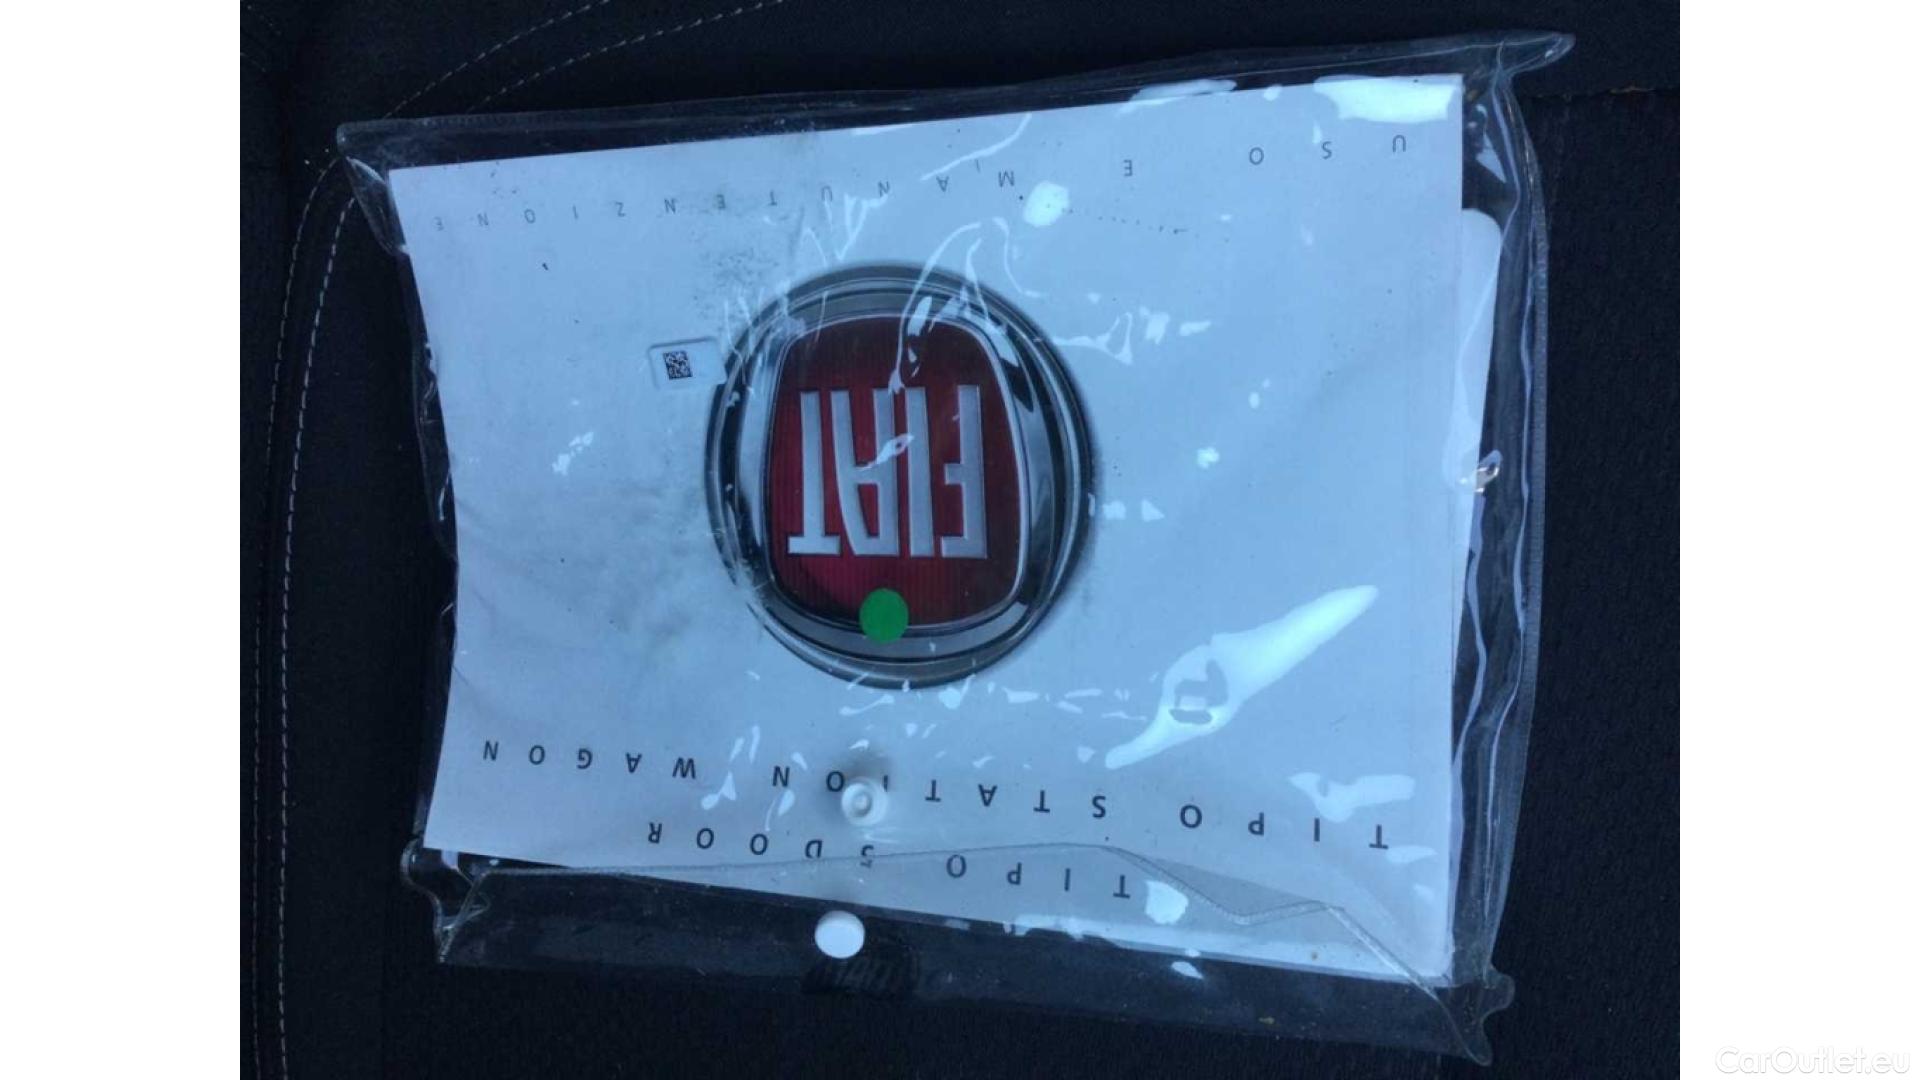 TIPO 5DOOR
TIPO STATION WAGON
FIAT
USO E MANUTENZIONE
CarOutlet.eu